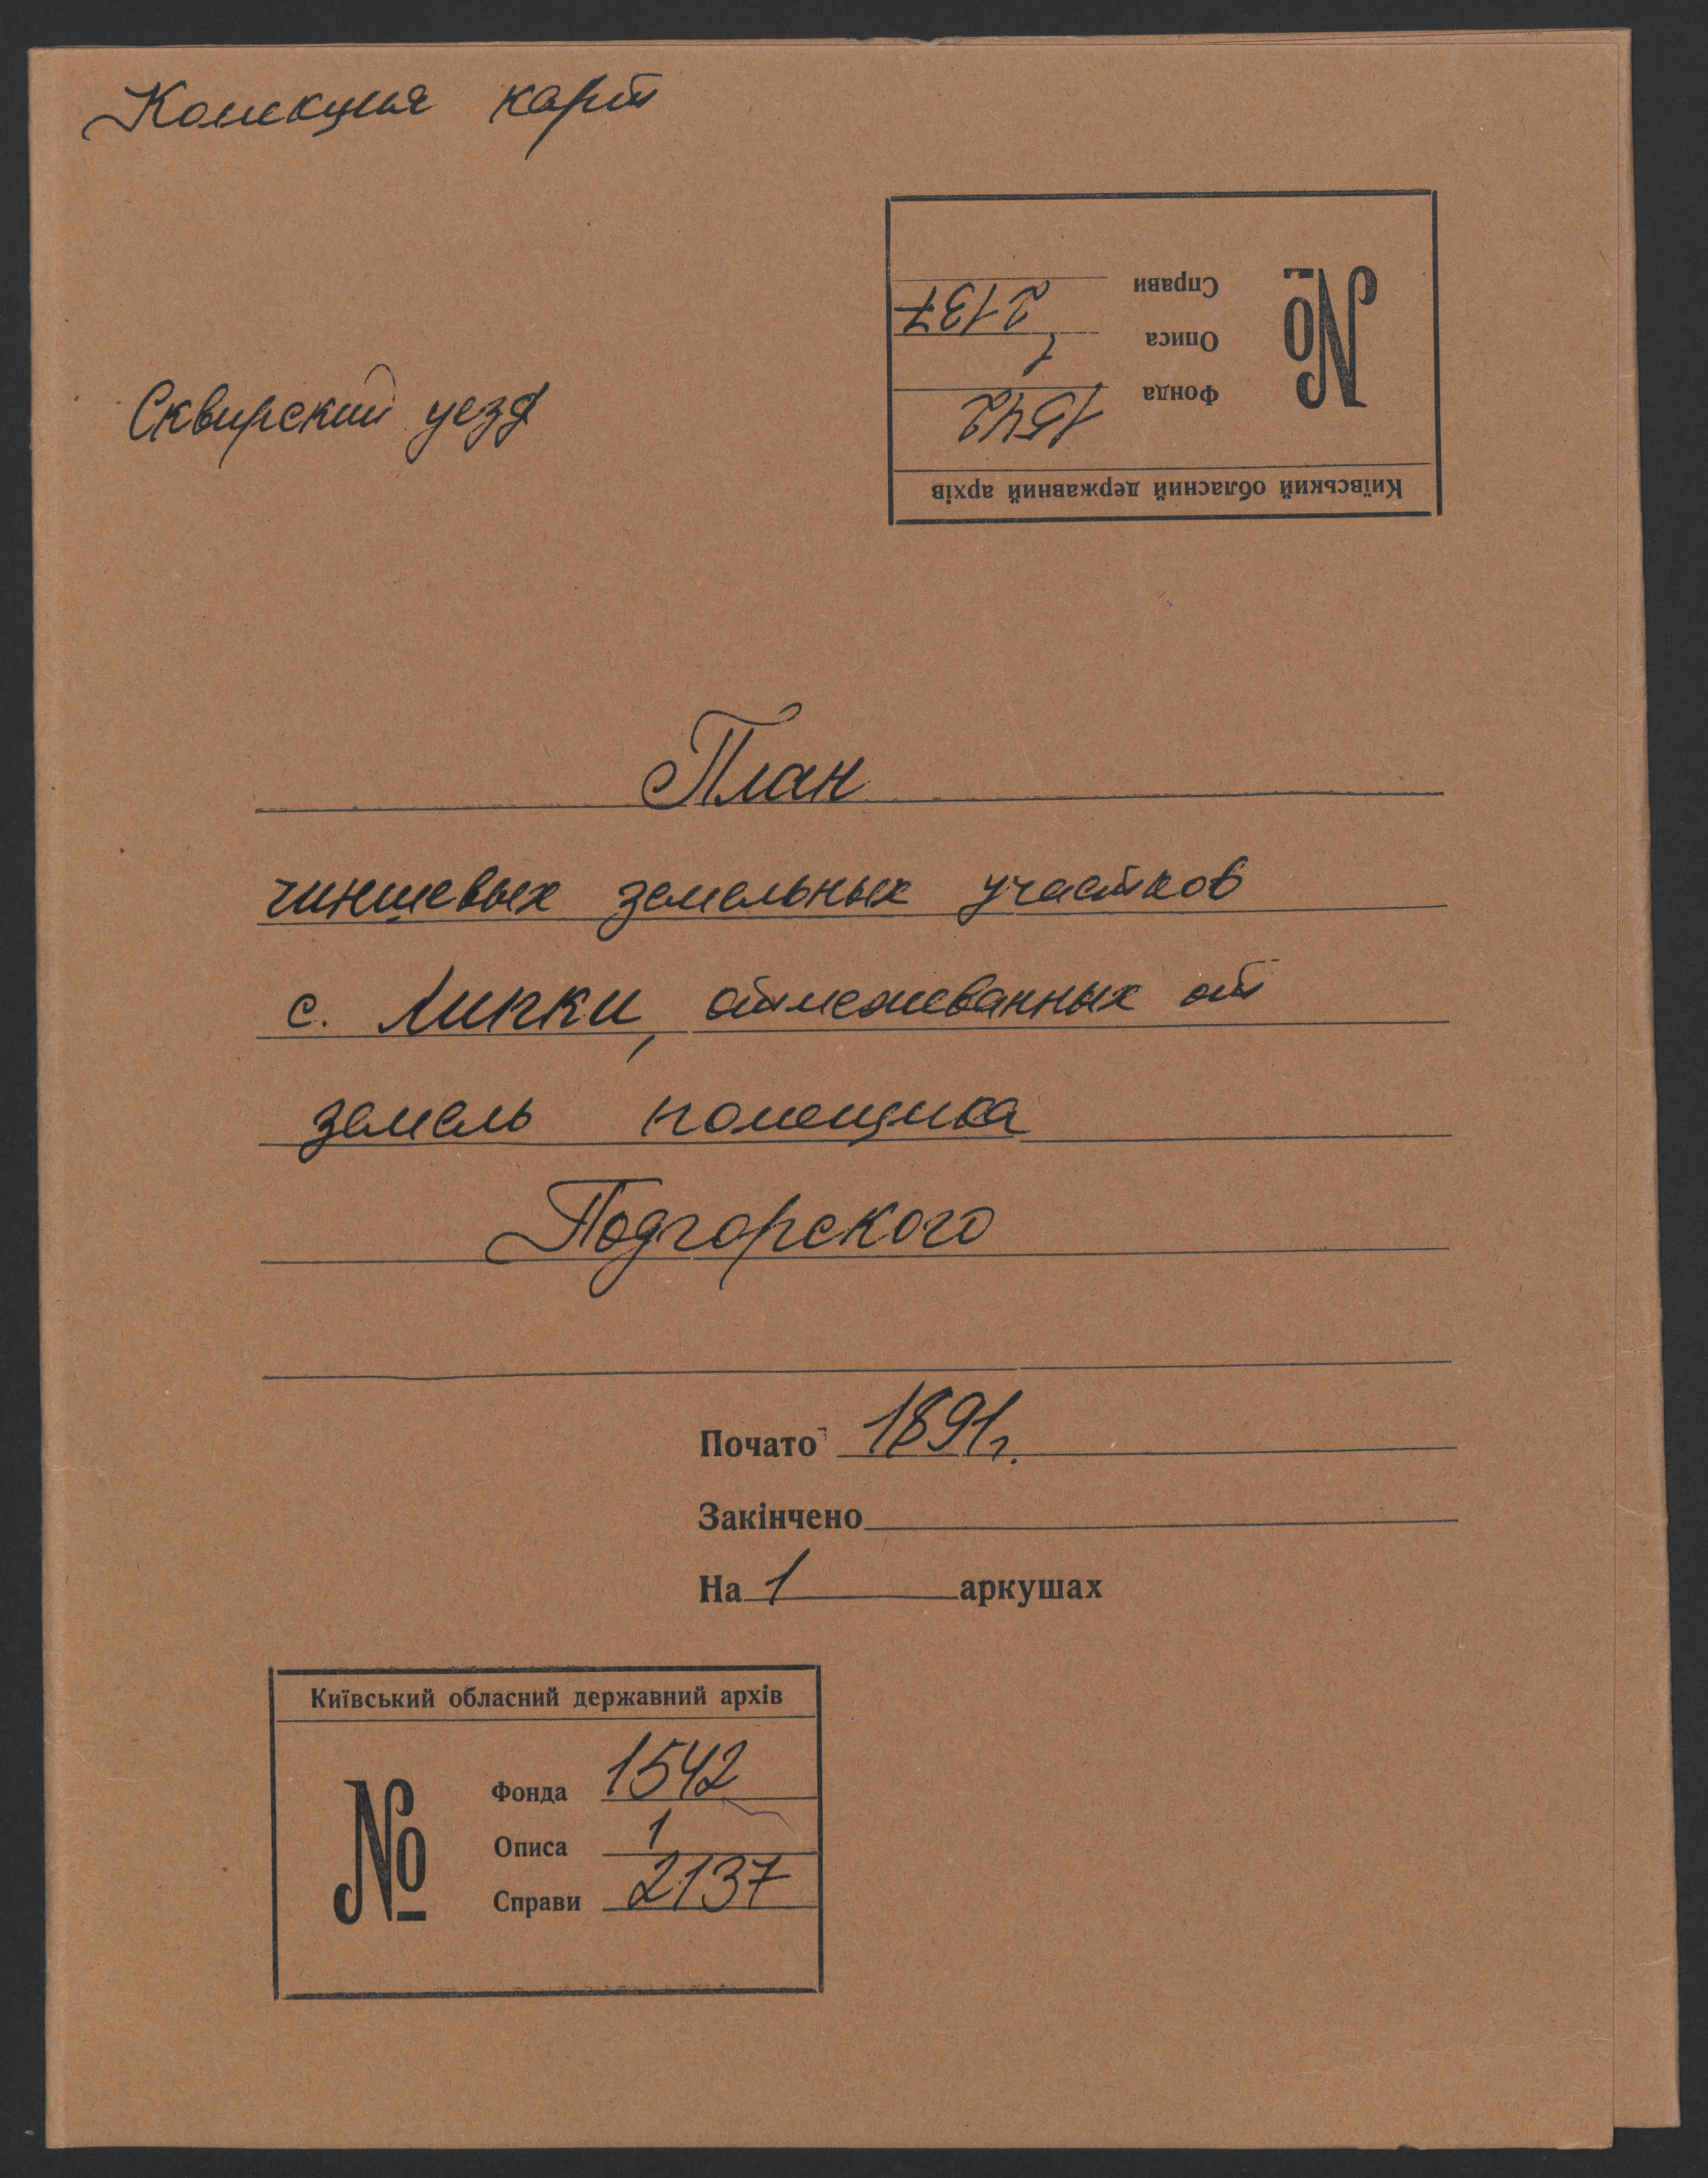 Колекция карт
Справи 2137
Описа 1
Фонда 1542
№
Київський обласний державний архів
Сквирский уезд
План
чиншевых земельных участков
с. Липки, отмежеванных от
земель помещика
Подгорского
Почато 1891г.
Закінчено
На 1 аркушах
Київський обласний державний архів
№
Фонда 1542
Описа 1
Справи 2137